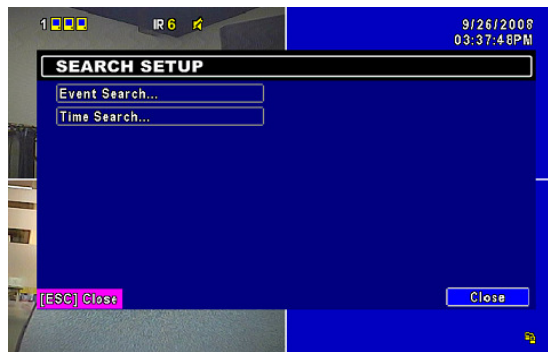 1 IR 6 9/26/2008
03:37:48PM
SEARCH SETUP
Event Search...
Time Search...
[ESC] Close Close